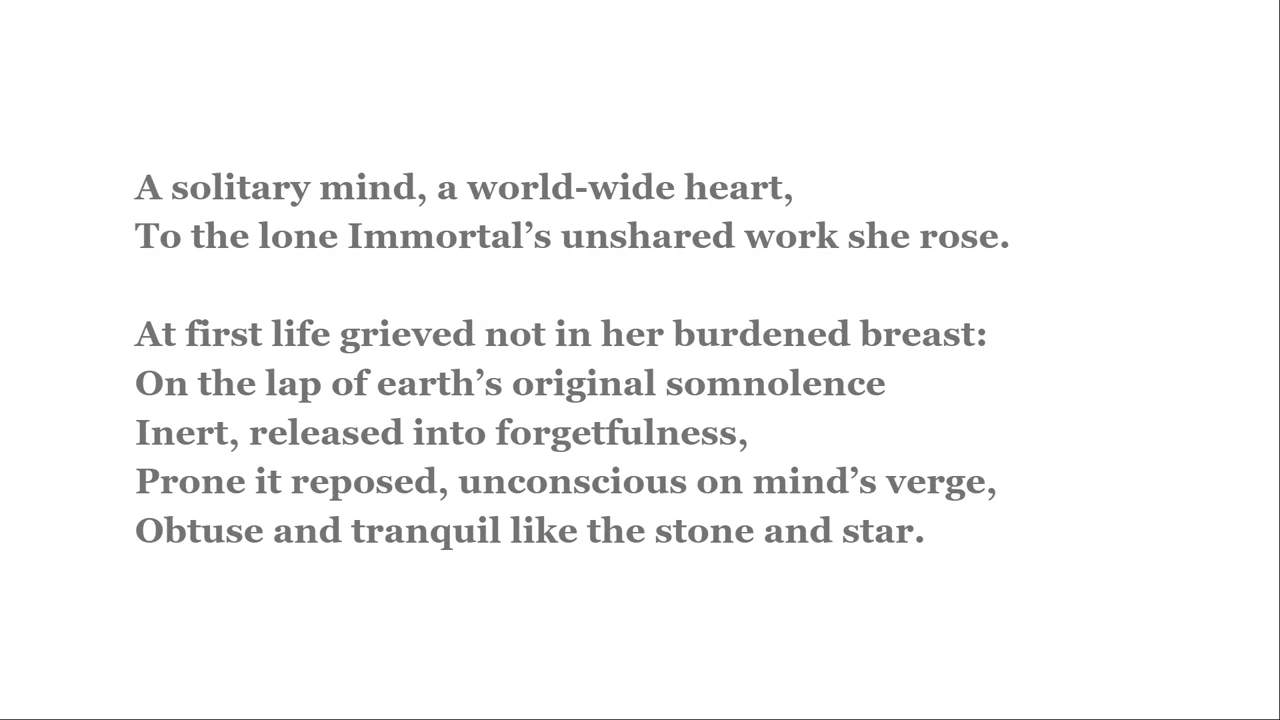 A solitary mind, a world-wide heart,
To the lone Immortal’s unshared work she rose.
At first life grieved not in her burdened breast:
On the lap of earth’s original somnolence
Inert, released into forgetfulness,
Prone it reposed, unconscious on mind’s verge,
Obtuse and tranquil like the stone and star.